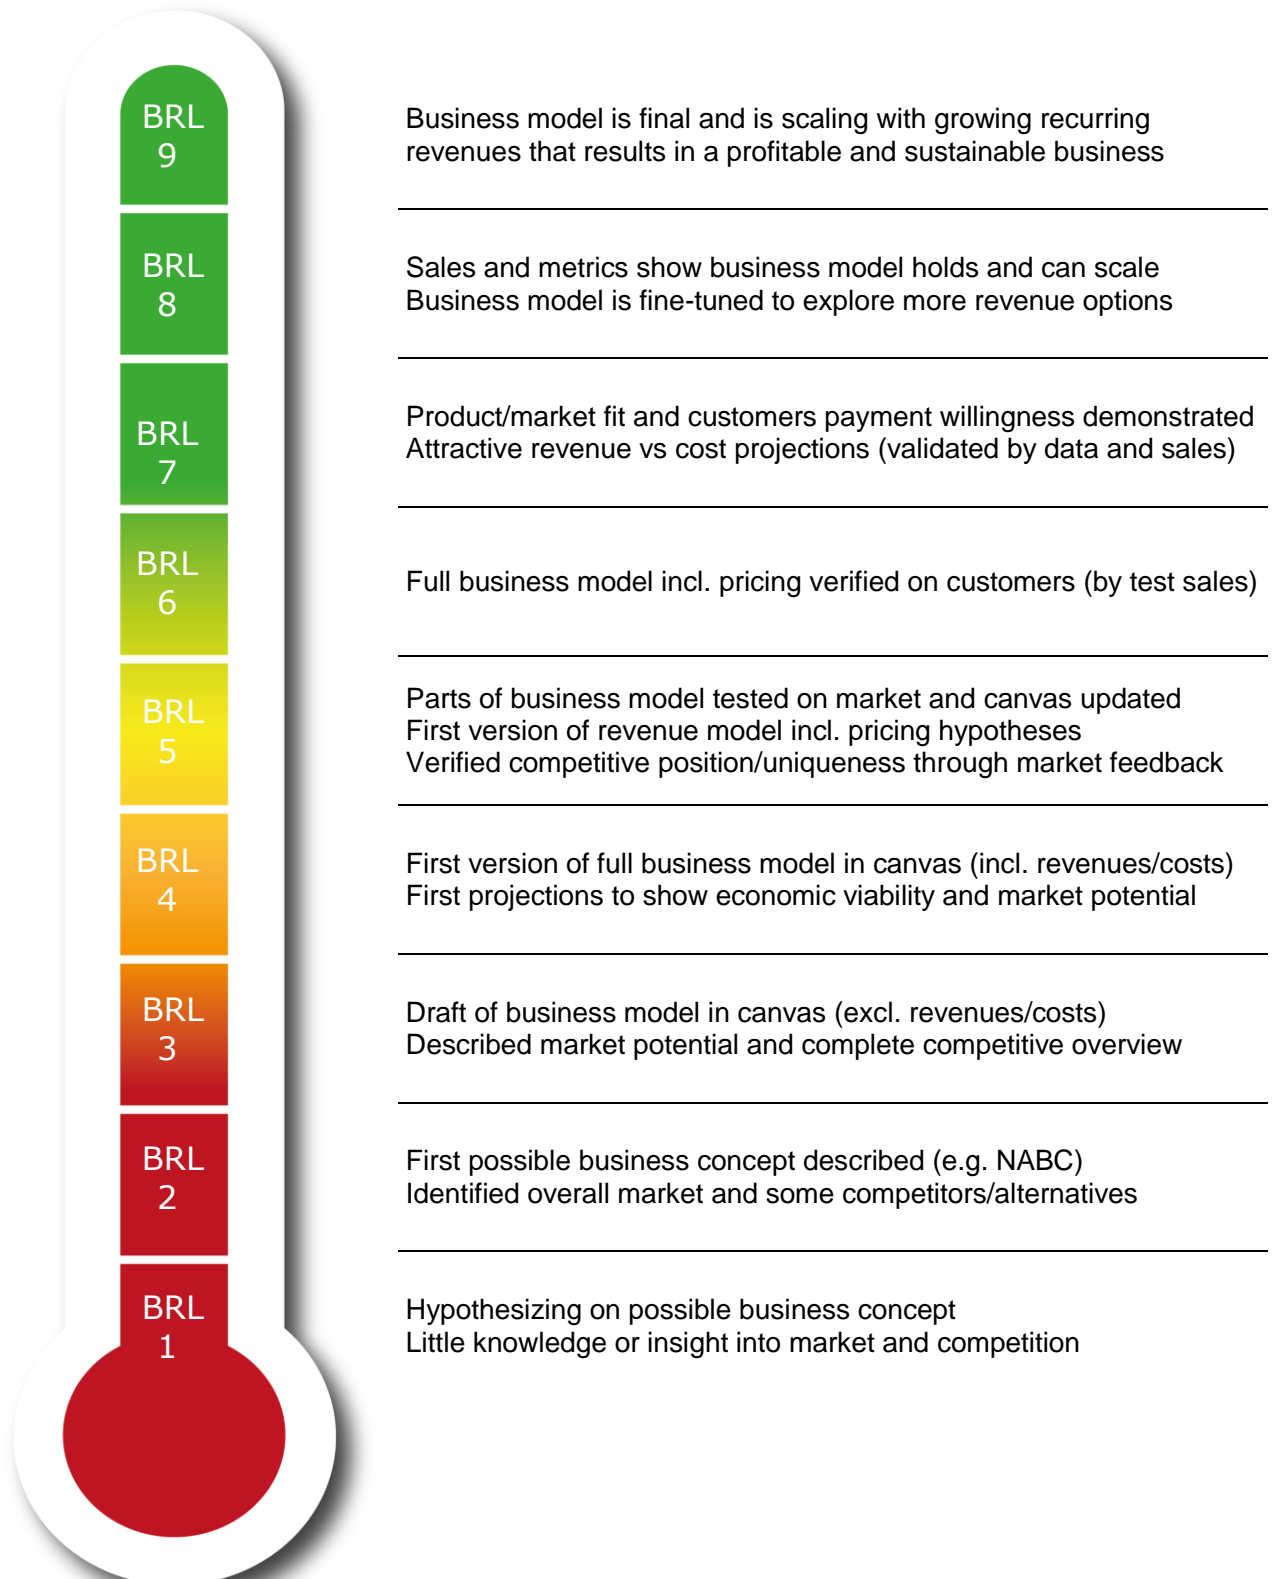 BRL
9
Business model is final and is scaling with growing recurring
revenues that results in a profitable and sustainable business
BRL
8
Sales and metrics show business model holds and can scale
Business model is fine-tuned to explore more revenue options
BRL
7
Product/market fit and customers payment willingness demonstrated
Attractive revenue vs cost projections (validated by data and sales)
BRL
6
Full business model incl. pricing verified on customers (by test sales)
BRL
5
Parts of business model tested on market and canvas updated
First version of revenue model incl. pricing hypotheses
Verified competitive position/uniqueness through market feedback
BRL
4
First version of full business model in canvas (incl. revenues/costs)
First projections to show economic viability and market potential
BRL
3
Draft of business model in canvas (excl. revenues/costs)
Described market potential and complete competitive overview
BRL
2
First possible business concept described (e.g. NABC)
Identified overall market and some competitors/alternatives
BRL
1
Hypothesizing on possible business concept
Little knowledge or insight into market and competition